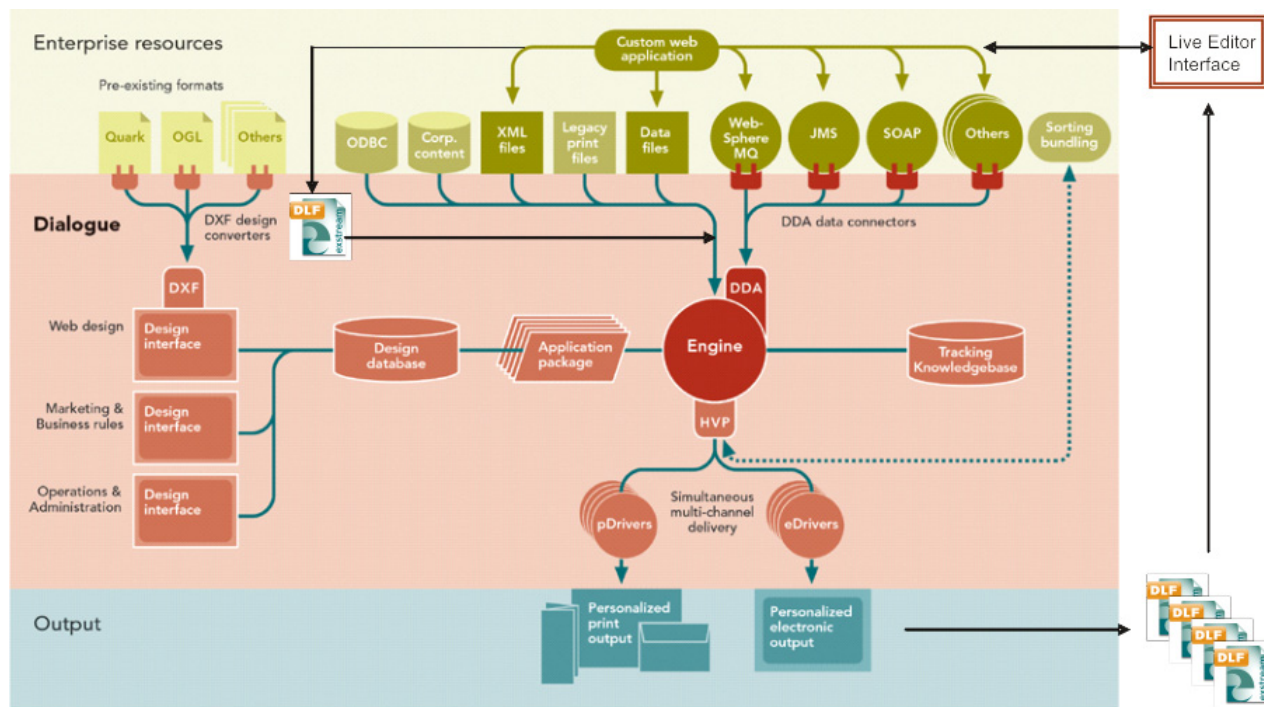 Enterprise resources
Custom web
application
Live Editor
Interface
Pre-existing formats
Quark
OGL
Others
ODBC
Corp.
content
XML
files
Legacy
print
files
Data
files
Web-
Sphere
MQ
JMS
SOAP
Others
Sorting
bundling
Dialogue
DXF design
converters
DLF
exstream
DDA data connectors
DXF
DDA
Web design
Design
interface
Design
database
Application
package
Engine
Tracking
Knowledgebase
Marketing &
Business rules
Design
interface
HVP
Operations &
Administration
Design
interface
pDrivers
Simultaneous
multi-channel
delivery
eDrivers
Output
Personalized
print
output
Personalized
electronic
output
DLF
DLF
DLF
DLF
exstream